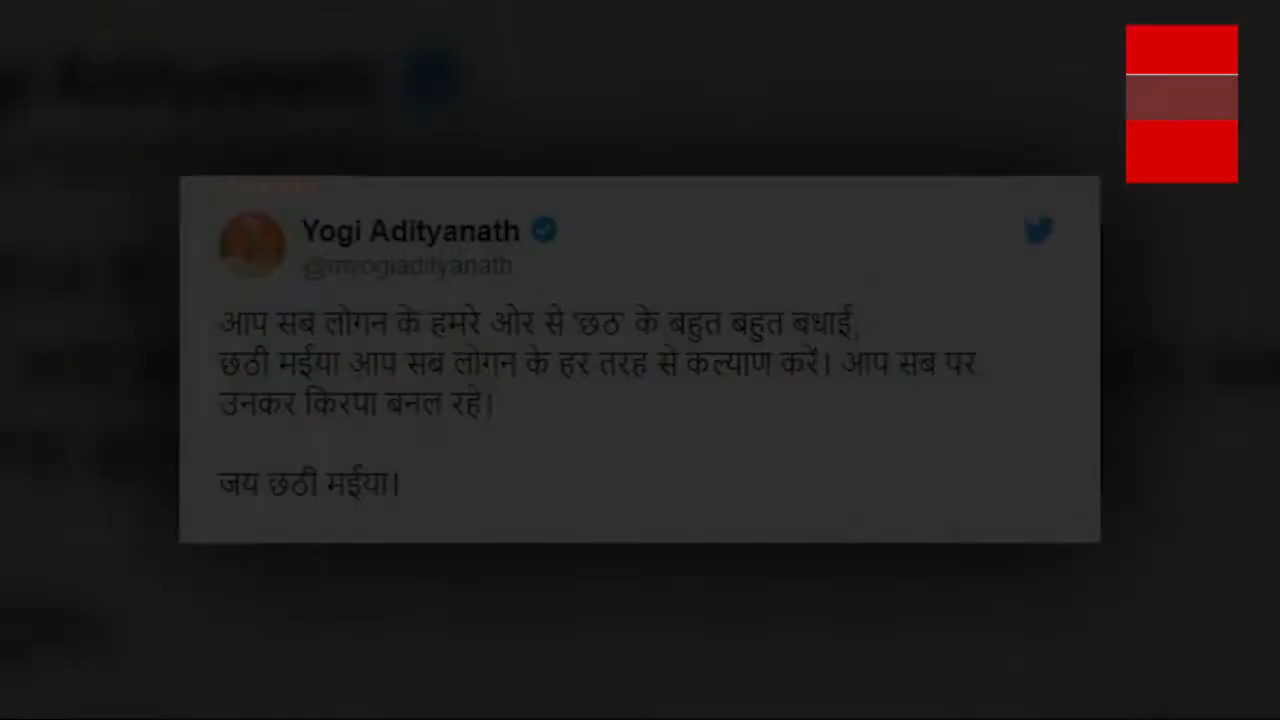 Yogi Adityanath
@myogiadityanath
आप सब लोगन के हमरे ओर से 'छठ' के बहुत बहुत बधाई,
छठी मईया आप सब लोगन के हर तरह से कल्याण करें। आप सब पर
उनकर किरपा बनल रहे।
जय छठी मईया।